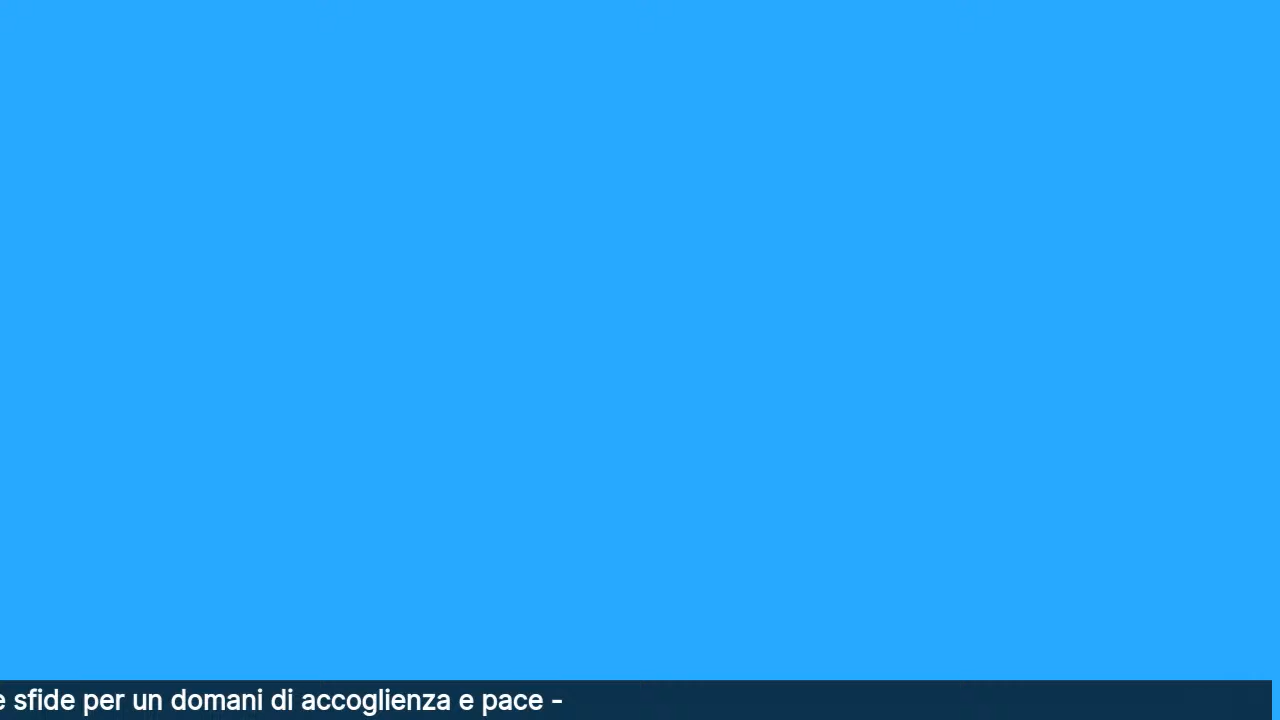 e sfide per un domani di accoglienza e pace -